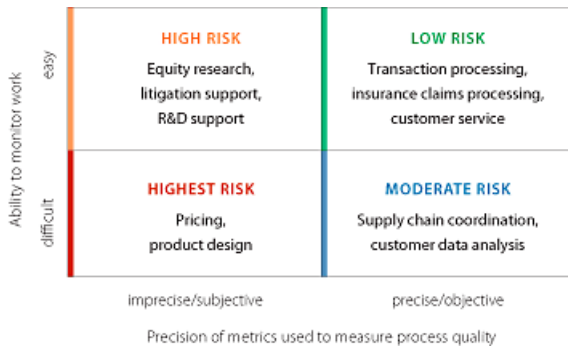 HIGH RISK
Equity research,
litigation support,
R&D support
LOW RISK
Transaction processing,
insurance claims processing,
customer service
HIGHEST RISK
Pricing,
product design
MODERATE RISK
Supply chain coordination,
customer data analysis
Ability to monitor work
easy
difficult
imprecise/subjective
precise/objective
Precision of metrics used to measure process quality